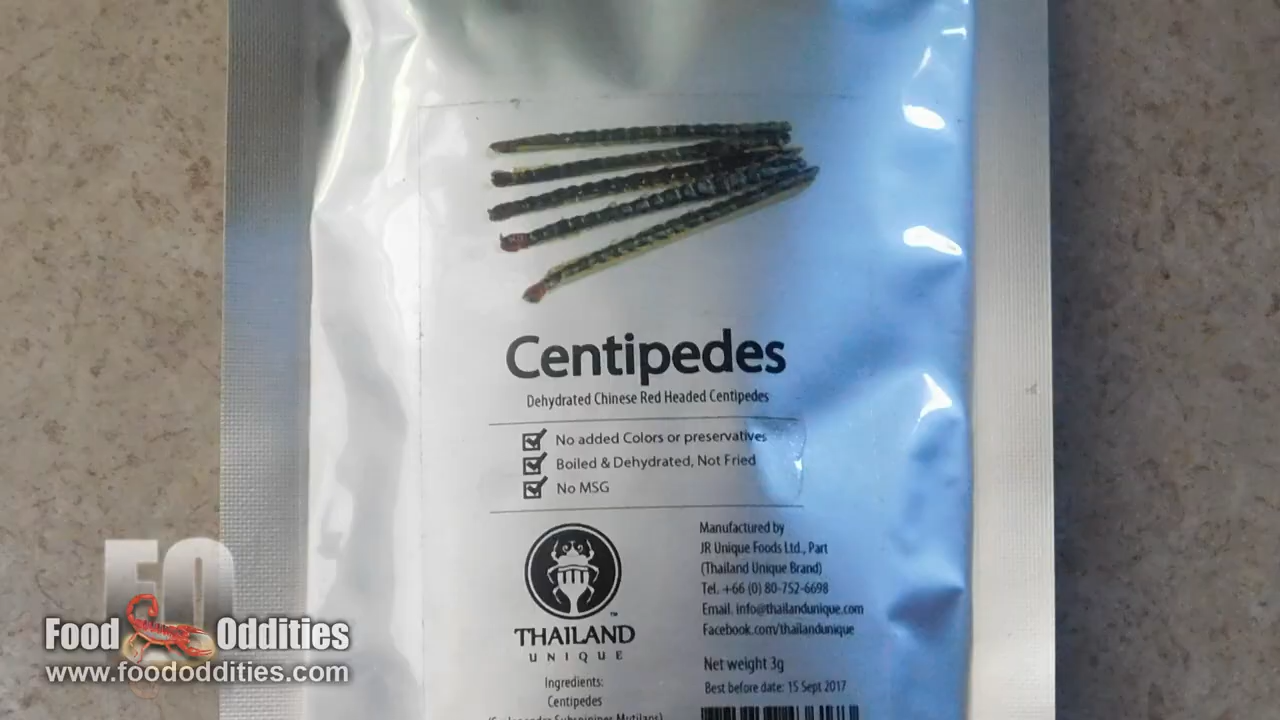 Centipedes
Dehydrated Chinese Red Headed Centipedes
No added Colors or preservatives
Boiled & Dehydrated, Not Fried
No MSG
THAILAND
UNIQUE
Ingredients:
Centipedes
Manufactured by
JR Unique Foods Ltd., Part
(Thailand Unique Brand)
Tel. +66 (0) 80-752-6698
Email. info@thailandunique.com
Facebook.com/thailandunique
Net weight 3g
Best before date: 15 Sept 2017
FO
Food Oddities
www.foododdities.com